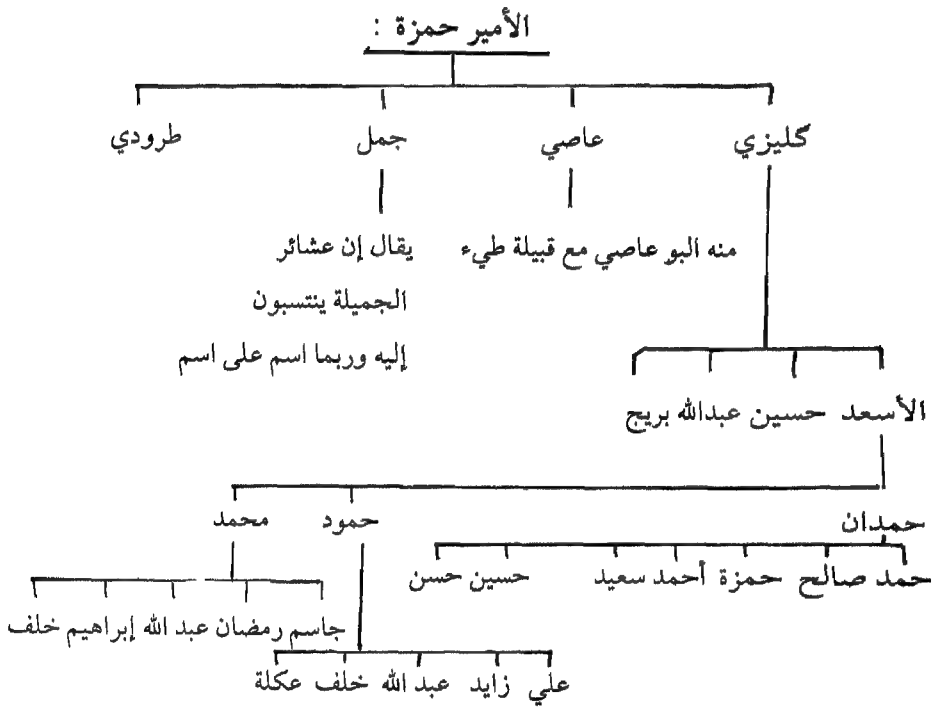 الأمير حمزة :
گليزي عاصي جمل طرودي
منه البو عاصي مع قبيلة طيء
يقال إن عشائر
الجميلة ينتسبون
إليه وربما اسم على اسم
الأسعد حسين عبدالله بريج
حمدان حمود محمد
حمد صالح حمزة أحمد سعيد حسين حسن
جاسم رمضان عبد الله إبراهيم خلف
علي زايد عبد الله خلف عكلة